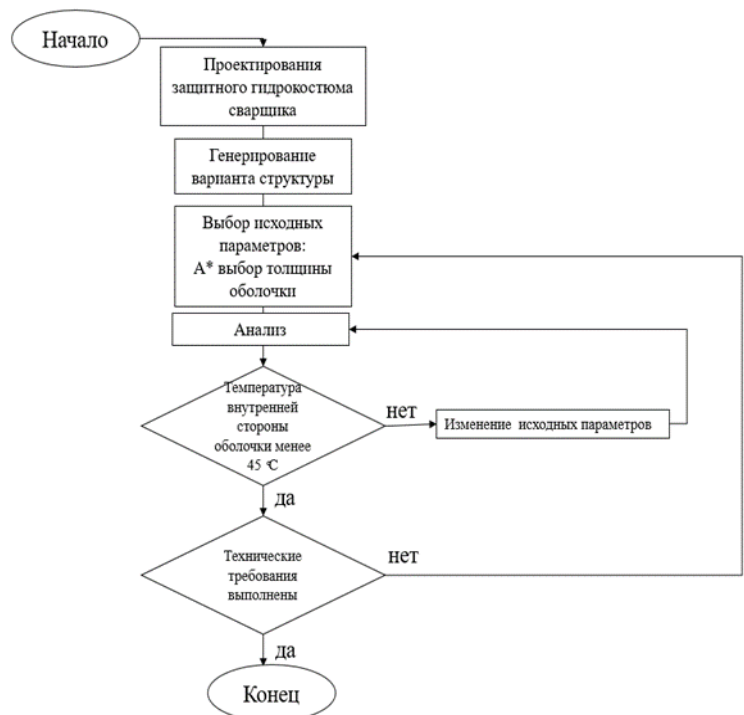 Начало
Проектирования
защитного гидрокостюма
сварщика
Генерирование
варианта структуры
Выбор исходных
параметров:
А* выбор толщины
оболочки
Анализ
Температура
внутренней
стороны
оболочки менее
45 °С
нет
Изменение исходных параметров
да
Технические
требования
выполнены
нет
да
Конец